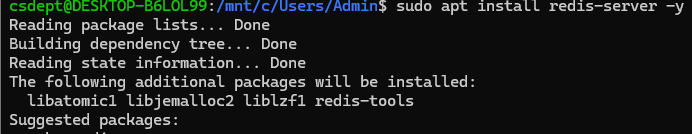 csdept@DESKTOP-B6LOL99:/mnt/c/Users/Admin$ sudo apt install redis-server -y
Reading package lists... Done
Building dependency tree... Done
Reading state information... Done
The following additional packages will be installed:
  libatomic1 libjemalloc2 liblzf1 redis-tools
Suggested packages: